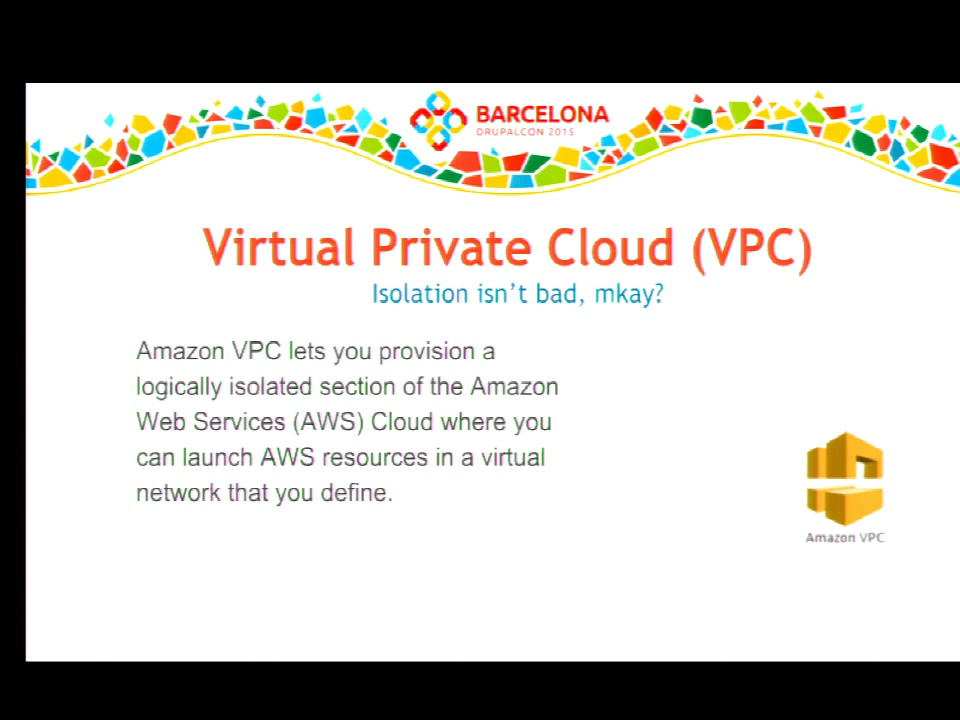 BARCELONA
DRUPALCON 2015
Virtual Private Cloud (VPC)
Isolation isn't bad, mkay?
Amazon VPC lets you provision a
logically isolated section of the Amazon
Web Services (AWS) Cloud where you
can launch AWS resources in a virtual
network that you define.
Amazon VPC